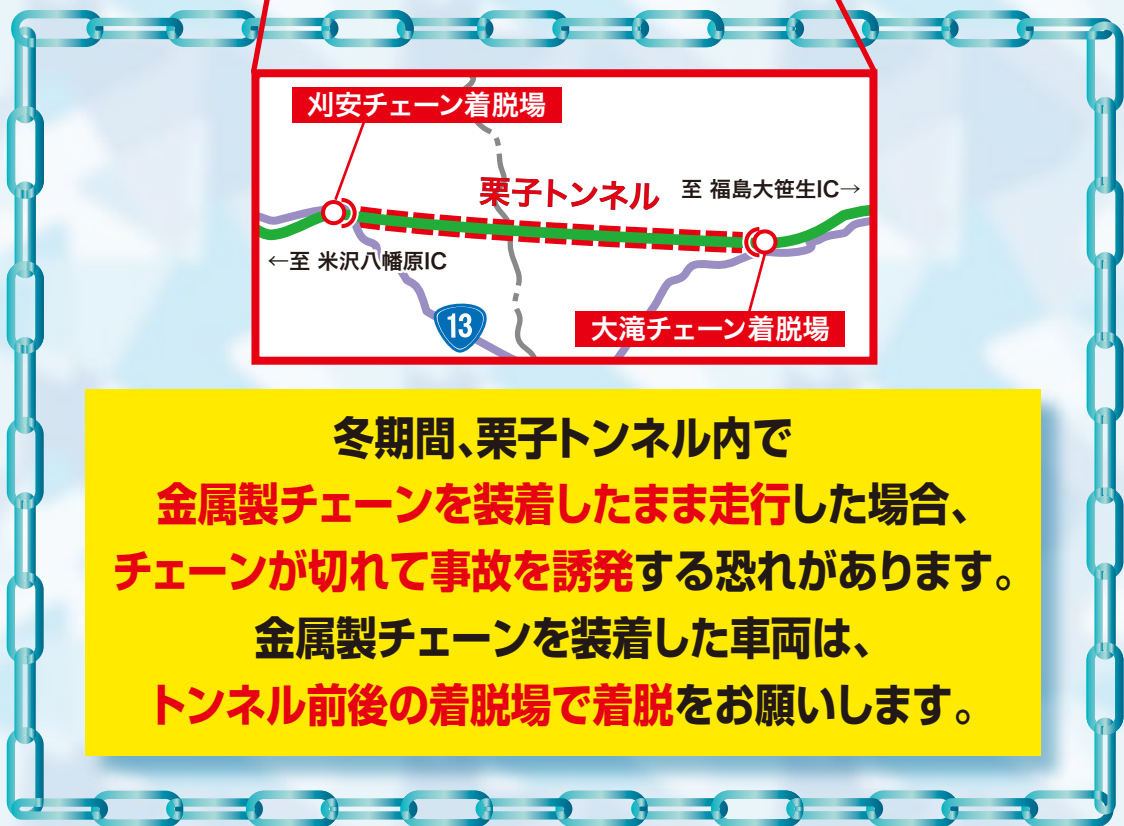 刈安チェーン着脱場
栗子トンネル
至 福島大笹生IC→
←至 米沢八幡原IC
13
大滝チェーン着脱場
冬期間、栗子トンネル内で
金属製チェーンを装着したまま走行した場合、
チェーンが切れて事故を誘発する恐れがあります。
金属製チェーンを装着した車両は、
トンネル前後の着脱場で着脱をお願いします。